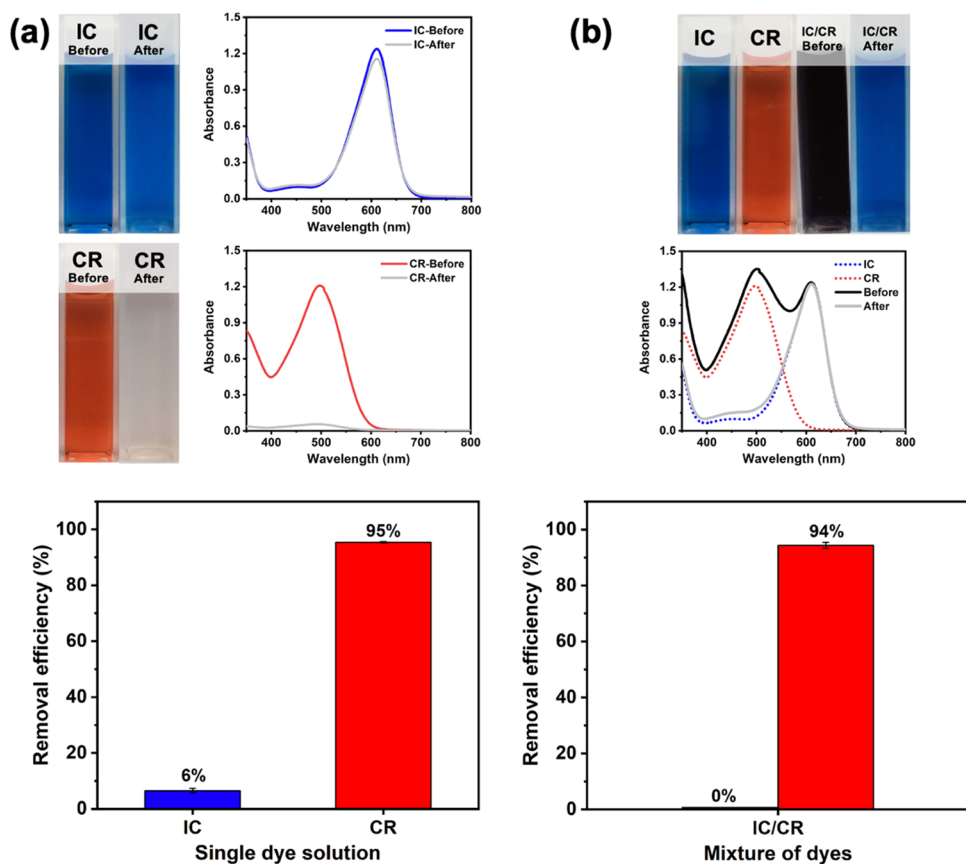 (a)
IC
Before
IC
After
1.5
1.2
0.9
0.6
0.3
0.0
Absorbance
IC-Before
IC-After
400 500 600 700 800
Wavelength (nm)
CR
Before
CR
After
1.5
1.2
0.9
0.6
0.3
0.0
Absorbance
CR-Before
CR-After
400 500 600 700 800
Wavelength (nm)
100
80
60
40
20
0
Removal efficiency (%)
6%
95%
IC CR
Single dye solution
(b)
IC
CR
IC/CR
Before
IC/CR
After
1.5
1.2
0.9
0.6
0.3
0.0
Absorbance
IC
CR
Before
After
400 500 600 700 800
Wavelength (nm)
100
80
60
40
20
0
Removal efficiency (%)
0%
94%
IC/CR
Mixture of dyes